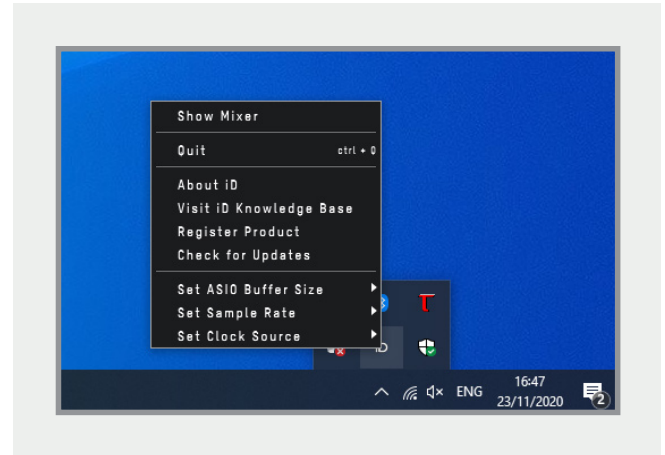 Show Mixer
Quit ctrl + Q
About iD
Visit iD Knowledge Base
Register Product
Check for Updates
Set ASIO Buffer Size
Set Sample Rate
Set Clock Source
iD
ENG
16:47
23/11/2020
2